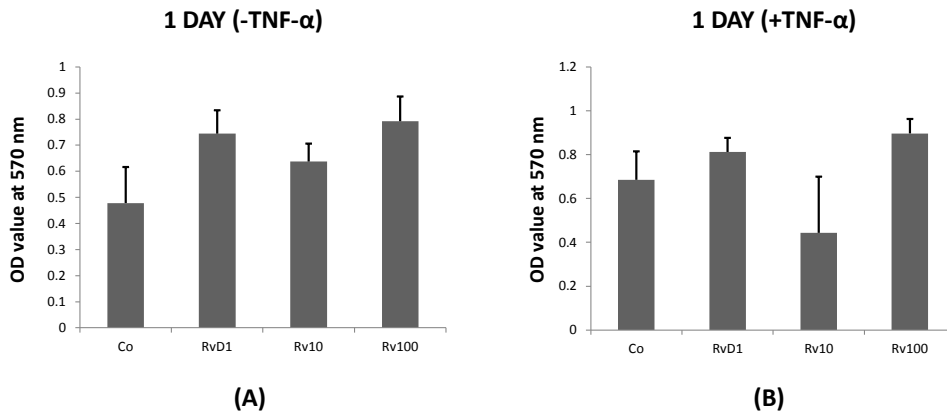 1 DAY (-TNF-α)
OD value at 570 nm
1
0.9
0.8
0.7
0.6
0.5
0.4
0.3
0.2
0.1
0
Co RvD1 Rv10 Rv100
(A)
1 DAY (+TNF-α)
OD value at 570 nm
1.2
1
0.8
0.6
0.4
0.2
0
Co RvD1 Rv10 Rv100
(B)